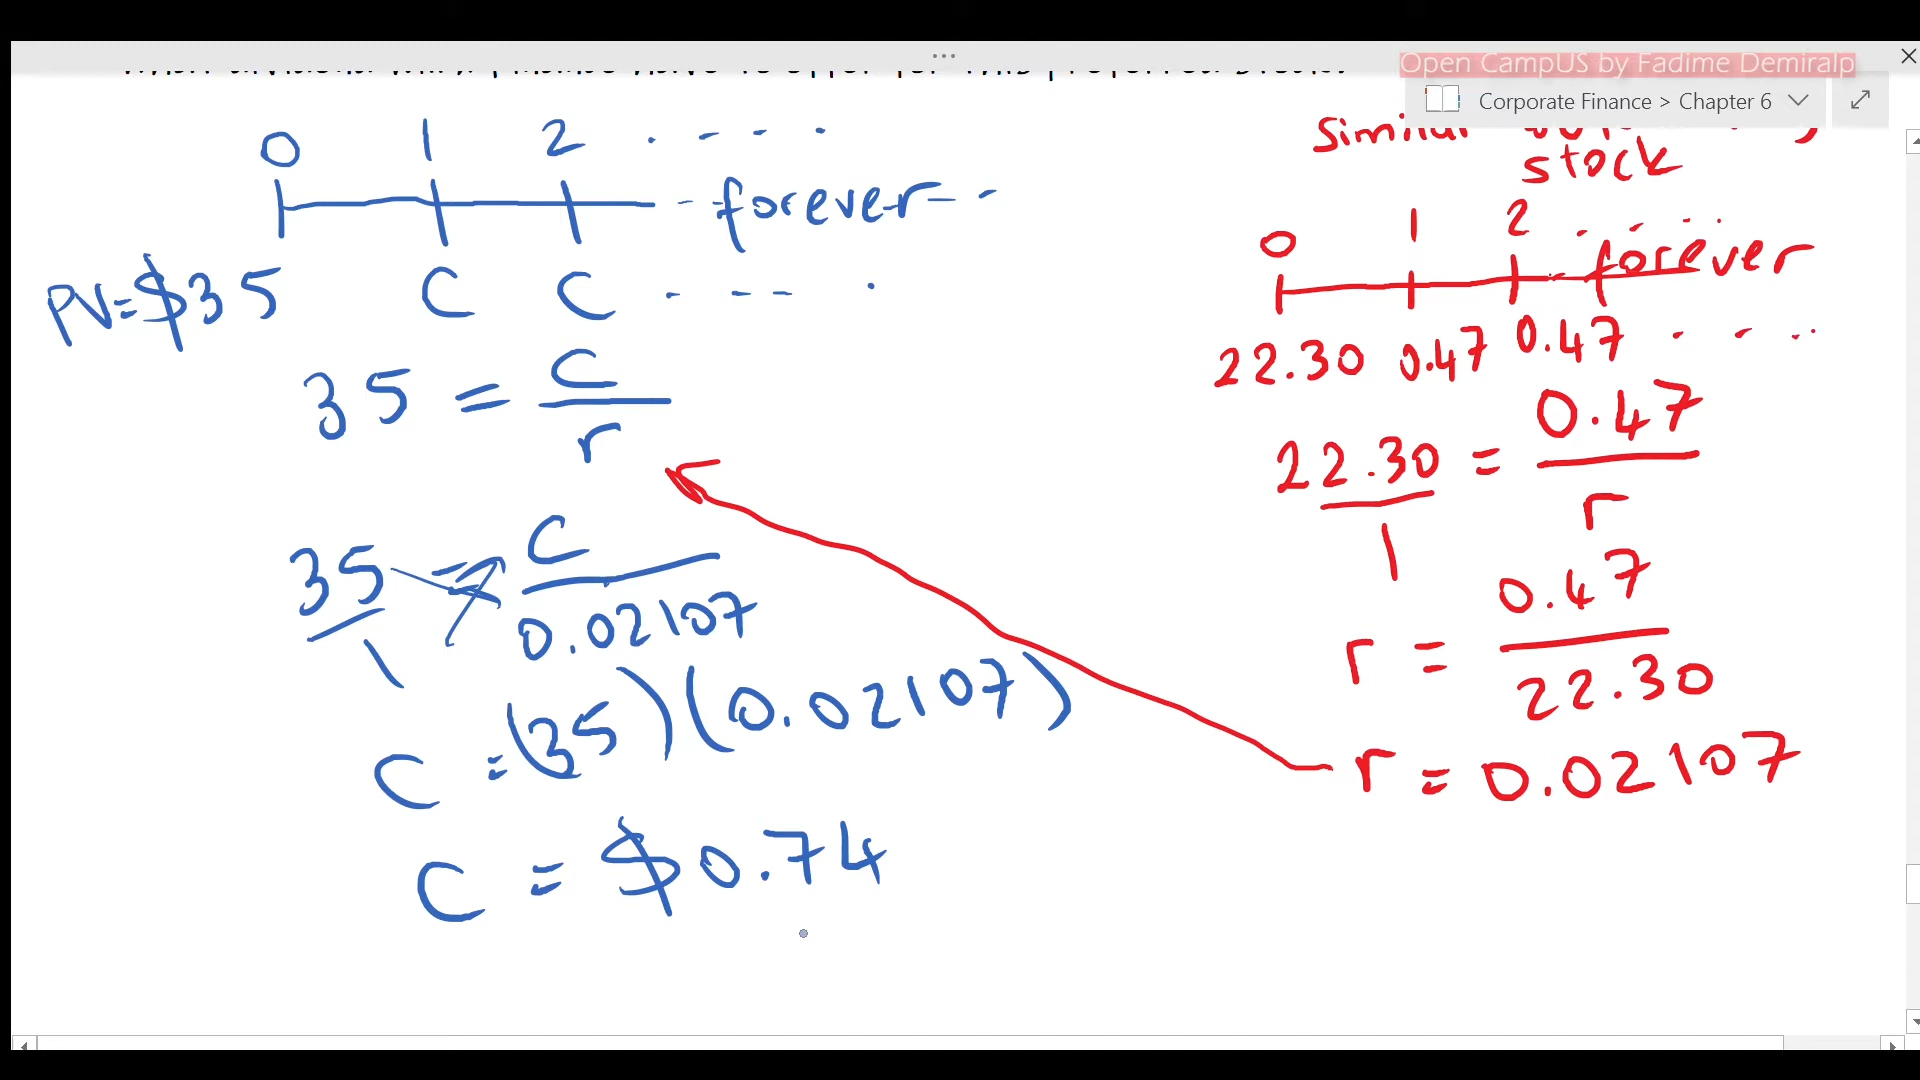 Open CampUS by Fadime Demiralp
Corporate Finance > Chapter 6
0 1 2 . - - .
- forever - -
PV=$35 C C - - - .
35 = C
r
35 = C
1 0.02107
C = (35)(0.02107)
C = $0.74
Similar
stock
0 1 2 . . . .
- forever
22.30 0.47 0.47 . . . .
22.30 = 0.47
1 r
r = 0.47
22.30
r = 0.02107